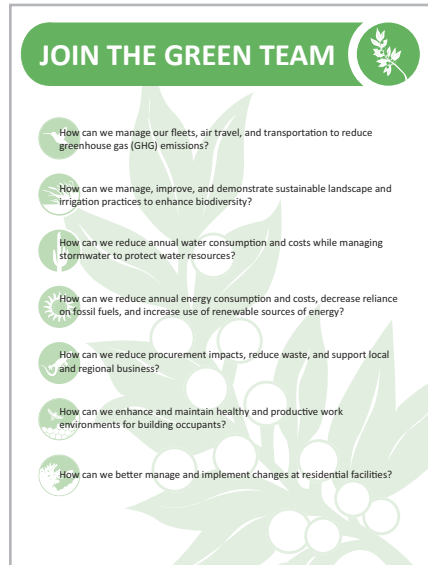 JOIN THE GREEN TEAM
How can we manage our fleets, air travel, and transportation to reduce
greenhouse gas (GHG) emissions?
How can we manage, improve, and demonstrate sustainable landscape and
irrigation practices to enhance biodiversity?
How can we reduce annual water consumption and costs while managing
stormwater to protect water resources?
How can we reduce annual energy consumption and costs, decrease reliance
on fossil fuels, and increase use of renewable sources of energy?
How can we reduce procurement impacts, reduce waste, and support local
and regional business?
How can we enhance and maintain healthy and productive work
environments for building occupants?
How can we better manage and implement changes at residential facilities?